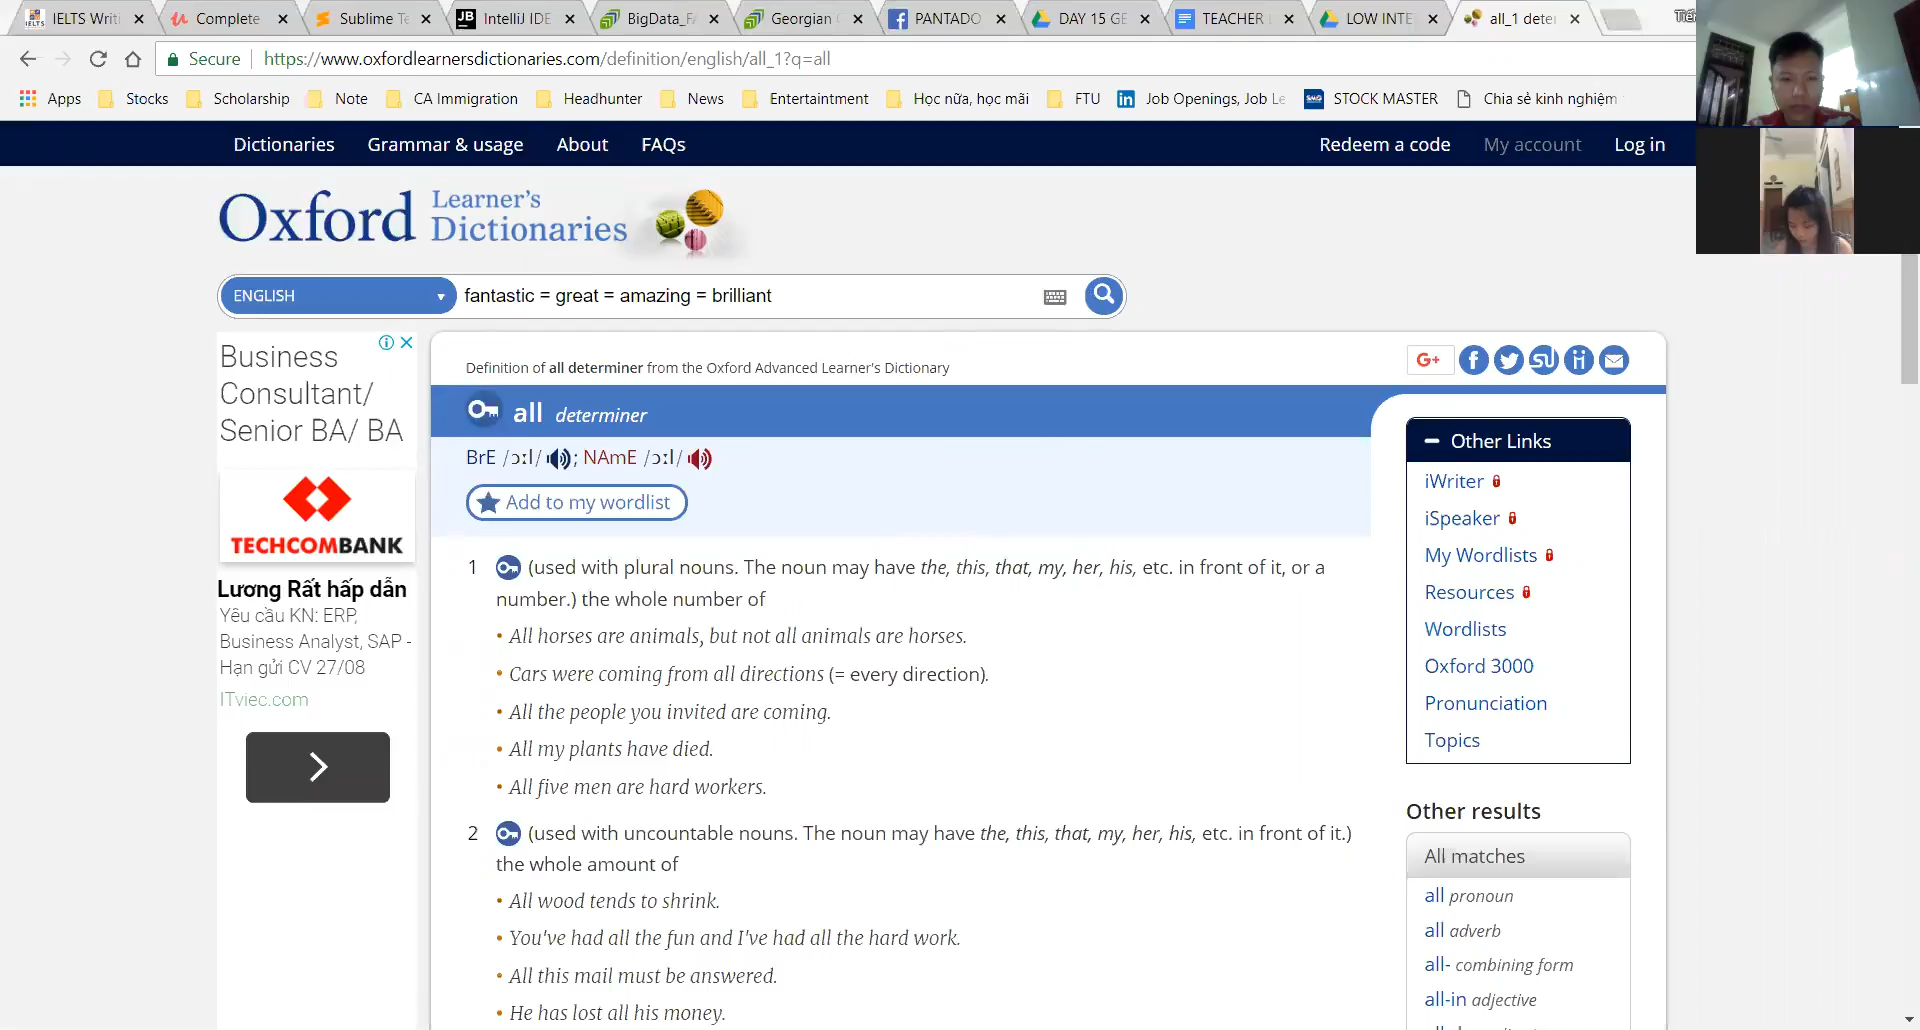 IELTS Writi
Complete
Sublime Te
IntelliJ IDE
BigData_F
Georgian
PANTADO
DAY 15 GE
TEACHER
LOW INTE
all_1 dete
Secure
https://www.oxfordlearnersdictionaries.com/definition/english/all_1?q=all
Apps
Stocks
Scholarship
Note
CA Immigration
Headhunter
News
Entertaintment
Học nữa, học mãi
FTU
Job Openings, Job Le
STOCK MASTER
Chia sẻ kinh nghiệm
Dictionaries
Grammar & usage
About
FAQs
Redeem a code
My account
Log in
Oxford Learner's Dictionaries
ENGLISH
fantastic = great = amazing = brilliant
Business
Consultant/
Senior BA/ BA
TECHCOMBANK
Lương Rất hấp dẫn
Yêu cầu KN: ERP,
Business Analyst, SAP -
Hạn gửi CV 27/08
ITviec.com
Definition of all determiner from the Oxford Advanced Learner's Dictionary
G+
all determiner
BrE /ɔːl/ ; NAmE /ɔːl/
Add to my wordlist
1 (used with plural nouns. The noun may have the, this, that, my, her, his, etc. in front of it, or a
number.) the whole number of
• All horses are animals, but not all animals are horses.
• Cars were coming from all directions (= every direction).
• All the people you invited are coming.
• All my plants have died.
• All five men are hard workers.
2 (used with uncountable nouns. The noun may have the, this, that, my, her, his, etc. in front of it.)
the whole amount of
• All wood tends to shrink.
• You've had all the fun and I've had all the hard work.
• All this mail must be answered.
• He has lost all his money.
Other Links
iWriter
iSpeaker
My Wordlists
Resources
Wordlists
Oxford 3000
Pronunciation
Topics
Other results
All matches
all pronoun
all adverb
all- combining form
all-in adjective